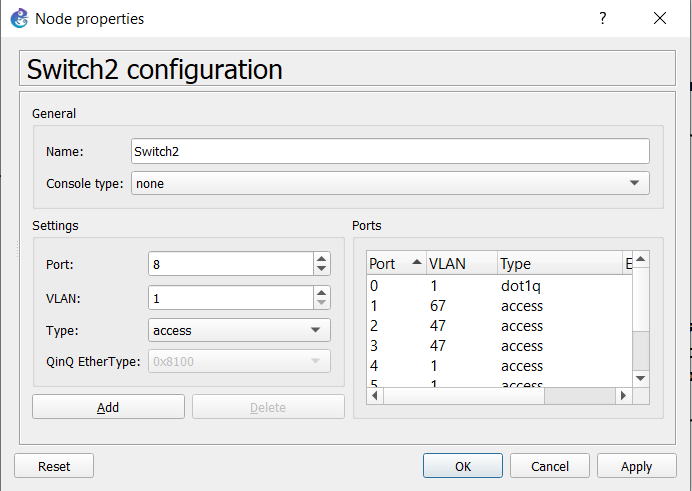 Node properties
Switch2 configuration
General
Name: Switch2
Console type: none
Settings
Port: 8
VLAN: 1
Type: access
QinQ EtherType: 0x8100
Add Delete
Ports
Port VLAN Type E
0 1 dot1q
1 67 access
2 47 access
3 47 access
4 1 access
5 1 access
Reset OK Cancel Apply